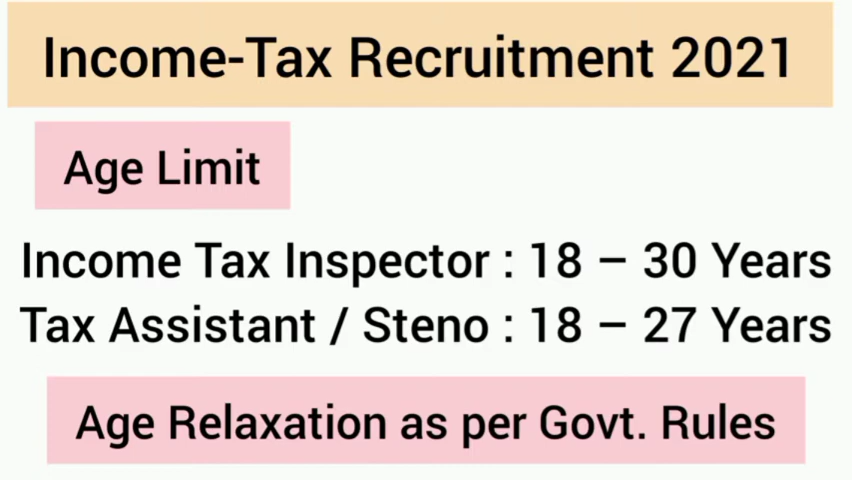 Income-Tax Recruitment 2021
Age Limit
Income Tax Inspector : 18 – 30 Years
Tax Assistant / Steno : 18 – 27 Years
Age Relaxation as per Govt. Rules